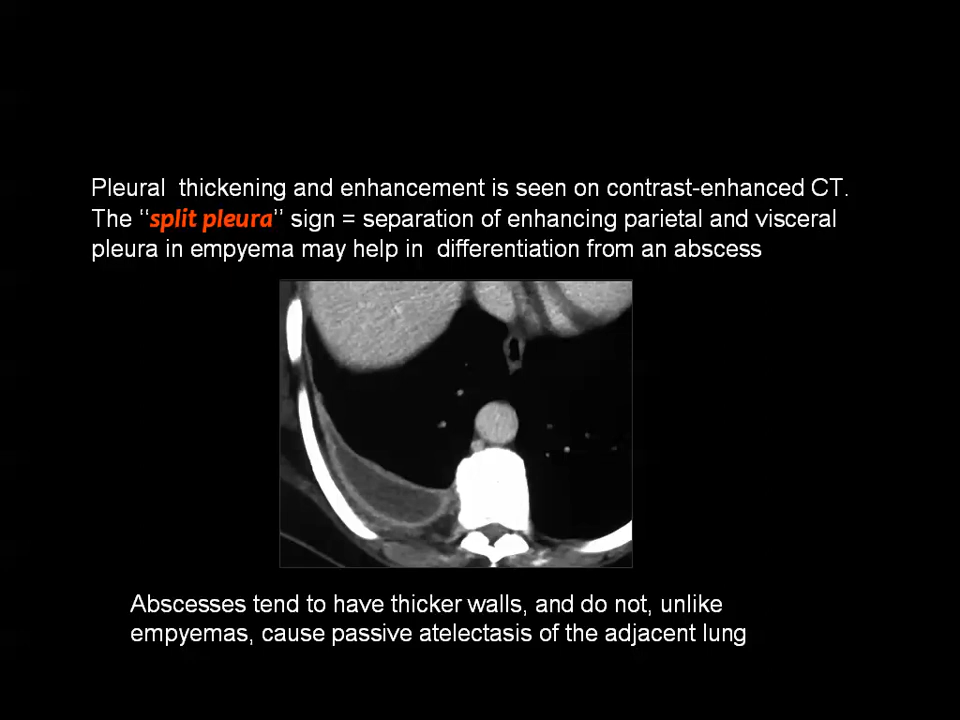 Pleural  thickening and enhancement is seen on contrast-enhanced CT.
The ‘‘split pleura’’ sign = separation of enhancing parietal and visceral
pleura in empyema may help in  differentiation from an abscess
Abscesses tend to have thicker walls, and do not, unlike
empyemas, cause passive atelectasis of the adjacent lung